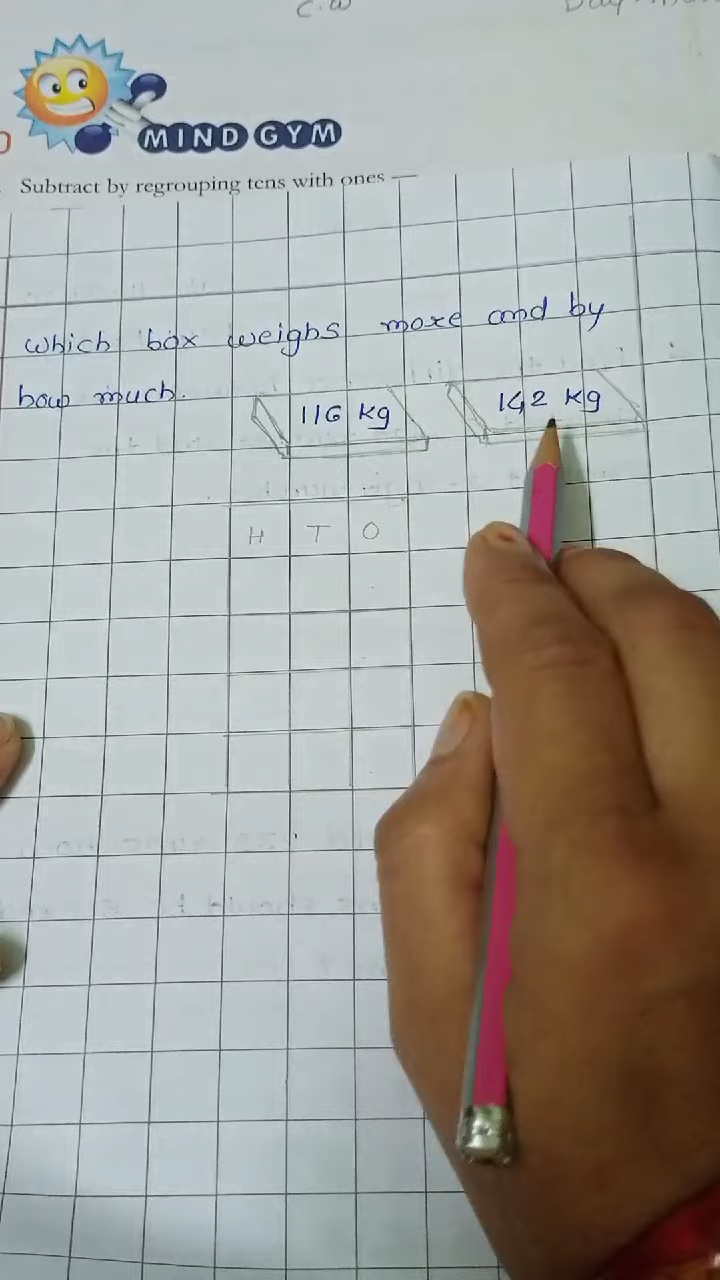 C.W
MIND GYM
Subtract by regrouping tens with ones —
which box weighs more and by
how much.
116 kg
142 kg
H T O